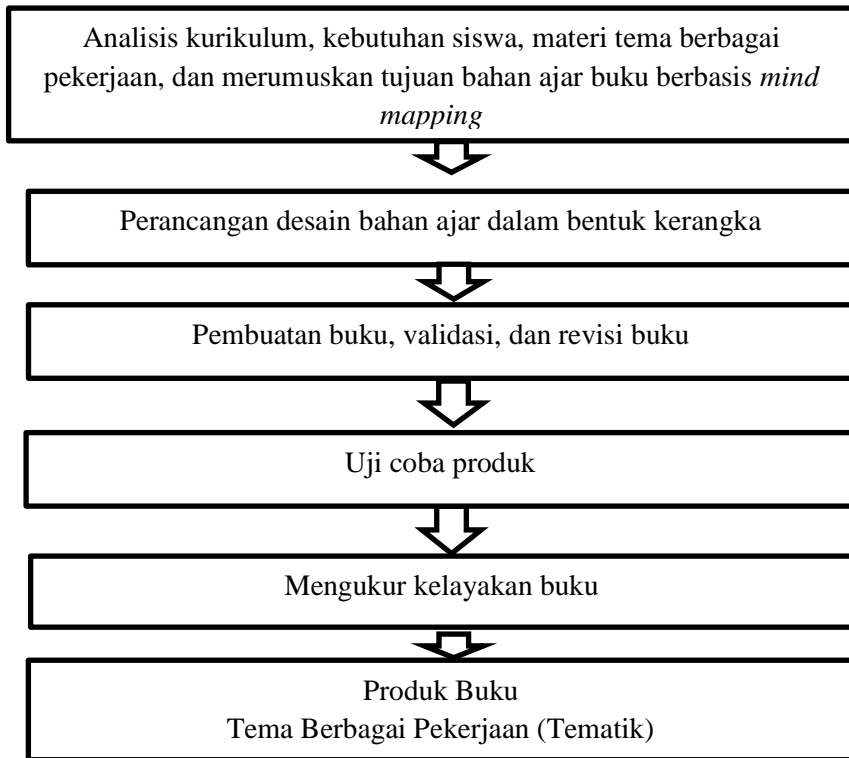 Analisis kurikulum, kebutuhan siswa, materi tema berbagai
pekerjaan, dan merumuskan tujuan bahan ajar buku berbasis mind
mapping
Perancangan desain bahan ajar dalam bentuk kerangka
Pembuatan buku, validasi, dan revisi buku
Uji coba produk
Mengukur kelayakan buku
Produk Buku
Tema Berbagai Pekerjaan (Tematik)